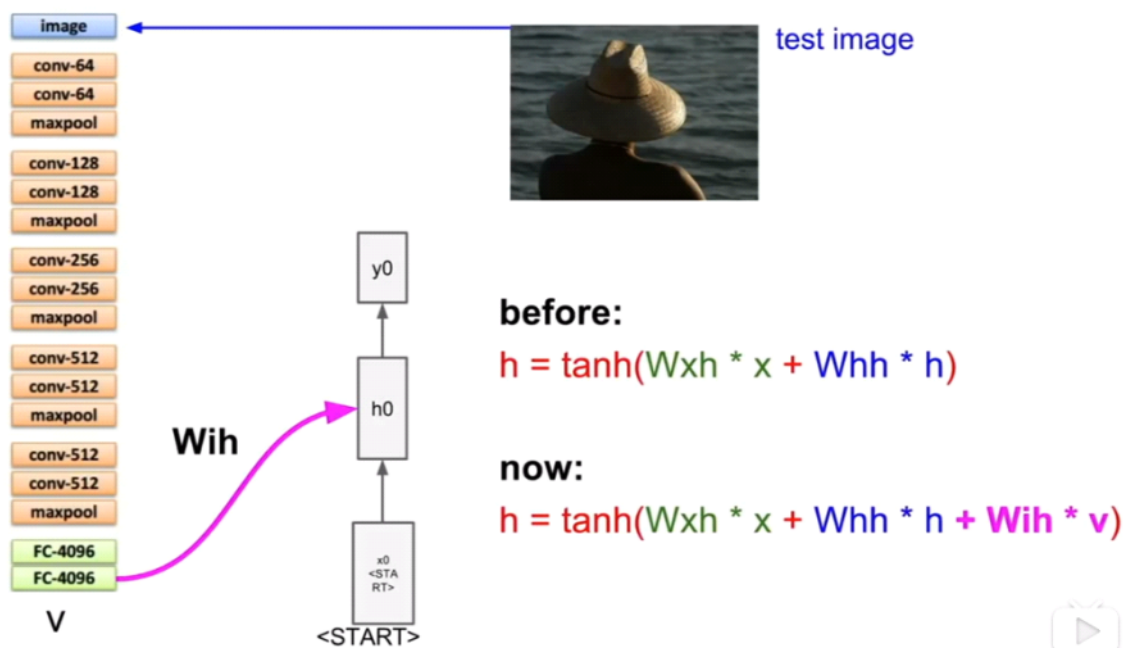 image
test image
conv-64
conv-64
maxpool
conv-128
conv-128
maxpool
conv-256
conv-256
maxpool
conv-512
conv-512
maxpool
conv-512
conv-512
maxpool
FC-4096
FC-4096
V
Wih
y0
h0
x0
<STA
RT>
<START>
before:
h = tanh(Wxh * x + Whh * h)
now:
h = tanh(Wxh * x + Whh * h + Wih * v)